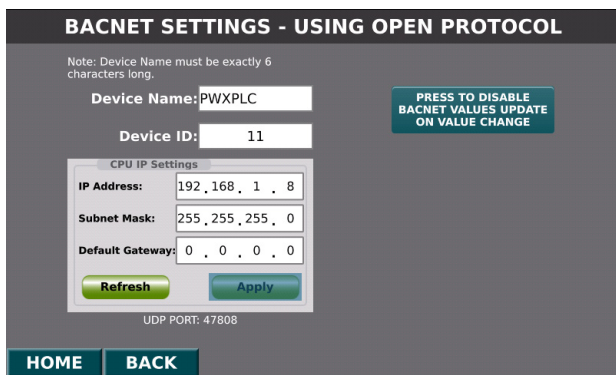 BACNET SETTINGS - USING OPEN PROTOCOL
Note: Device Name must be exactly 6
characters long.
Device Name: PWXPLC
Device ID: 11
PRESS TO DISABLE
BACNET VALUES UPDATE
ON VALUE CHANGE
CPU IP Settings
IP Address: 192 . 168 . 1 . 8
Subnet Mask: 255 . 255 . 255 . 0
Default Gateway: 0 . 0 . 0 . 0
Refresh Apply
UDP PORT: 47808
HOME BACK